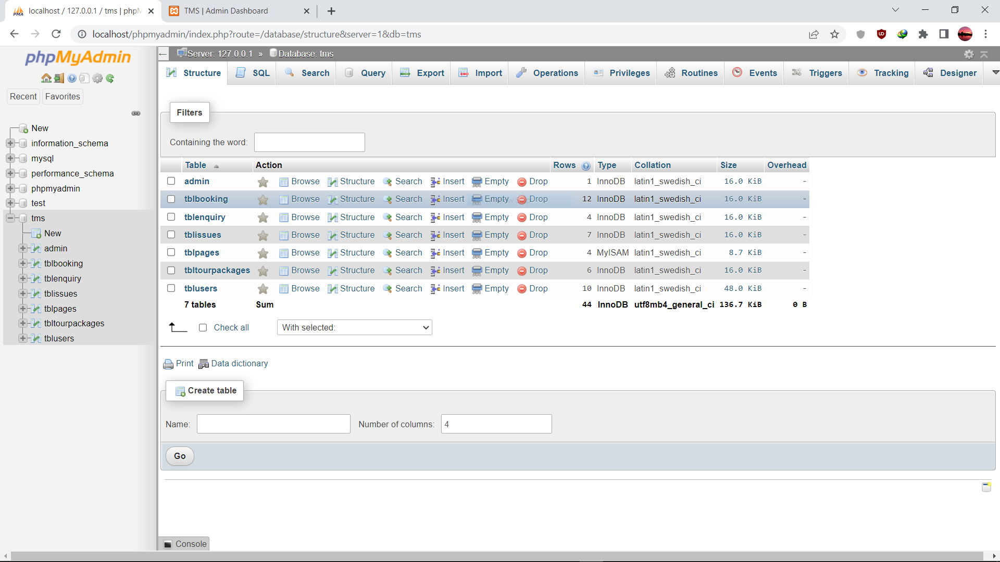 localhost / 127.0.0.1 / tms | phpM
TMS | Admin Dashboard
localhost/phpmyadmin/index.php?route=/database/structure&server=1&db=tms
phpMyAdmin
Recent Favorites
New
information_schema
mysql
performance_schema
phpmyadmin
test
tms
New
admin
tblbooking
tblenquiry
tblissues
tblpages
tbltourpackages
tblusers
Server: 127.0.0.1 » Database: tms
Structure SQL Search Query Export Import Operations Privileges Routines Events Triggers Tracking Designer
Filters
Containing the word:
Table Action Rows Type Collation Size Overhead
admin Browse Structure Search Insert Empty Drop 1 InnoDB latin1_swedish_ci 16.0 KiB -
tblbooking Browse Structure Search Insert Empty Drop 12 InnoDB latin1_swedish_ci 16.0 KiB -
tblenquiry Browse Structure Search Insert Empty Drop 4 InnoDB latin1_swedish_ci 16.0 KiB -
tblissues Browse Structure Search Insert Empty Drop 7 InnoDB latin1_swedish_ci 16.0 KiB -
tblpages Browse Structure Search Insert Empty Drop 4 MyISAM latin1_swedish_ci 8.7 KiB -
tbltourpackages Browse Structure Search Insert Empty Drop 6 InnoDB latin1_swedish_ci 16.0 KiB -
tblusers Browse Structure Search Insert Empty Drop 10 InnoDB latin1_swedish_ci 48.0 KiB -
7 tables Sum 44 InnoDB utf8mb4_general_ci 136.7 KiB 0 B
Check all With selected:
Print Data dictionary
Create table
Name: Number of columns: 4
Go
Console